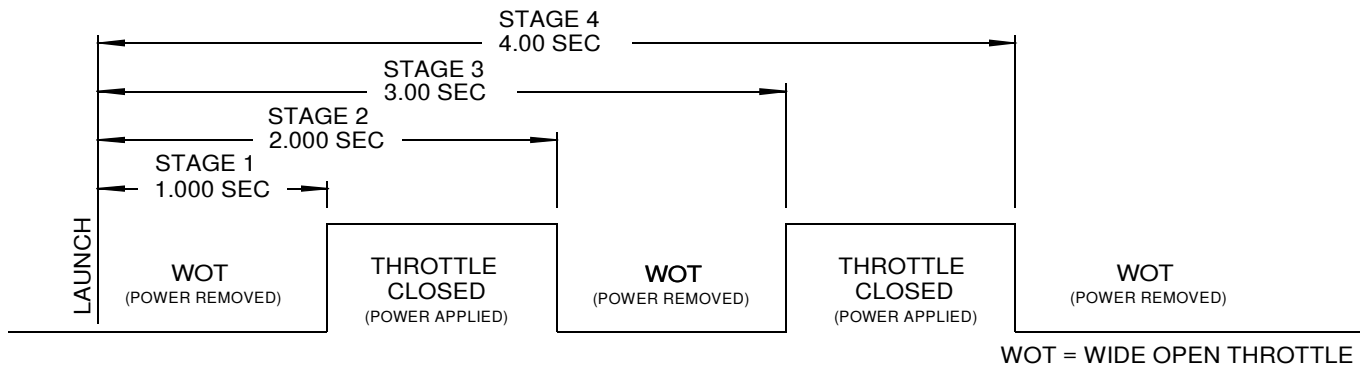 STAGE 4
4.00 SEC
STAGE 3
3.00 SEC
STAGE 2
2.000 SEC
STAGE 1
1.000 SEC
LAUNCH
WOT
(POWER REMOVED)
THROTTLE
CLOSED
(POWER APPLIED)
WOT
(POWER REMOVED)
THROTTLE
CLOSED
(POWER APPLIED)
WOT
(POWER REMOVED)
WOT = WIDE OPEN THROTTLE